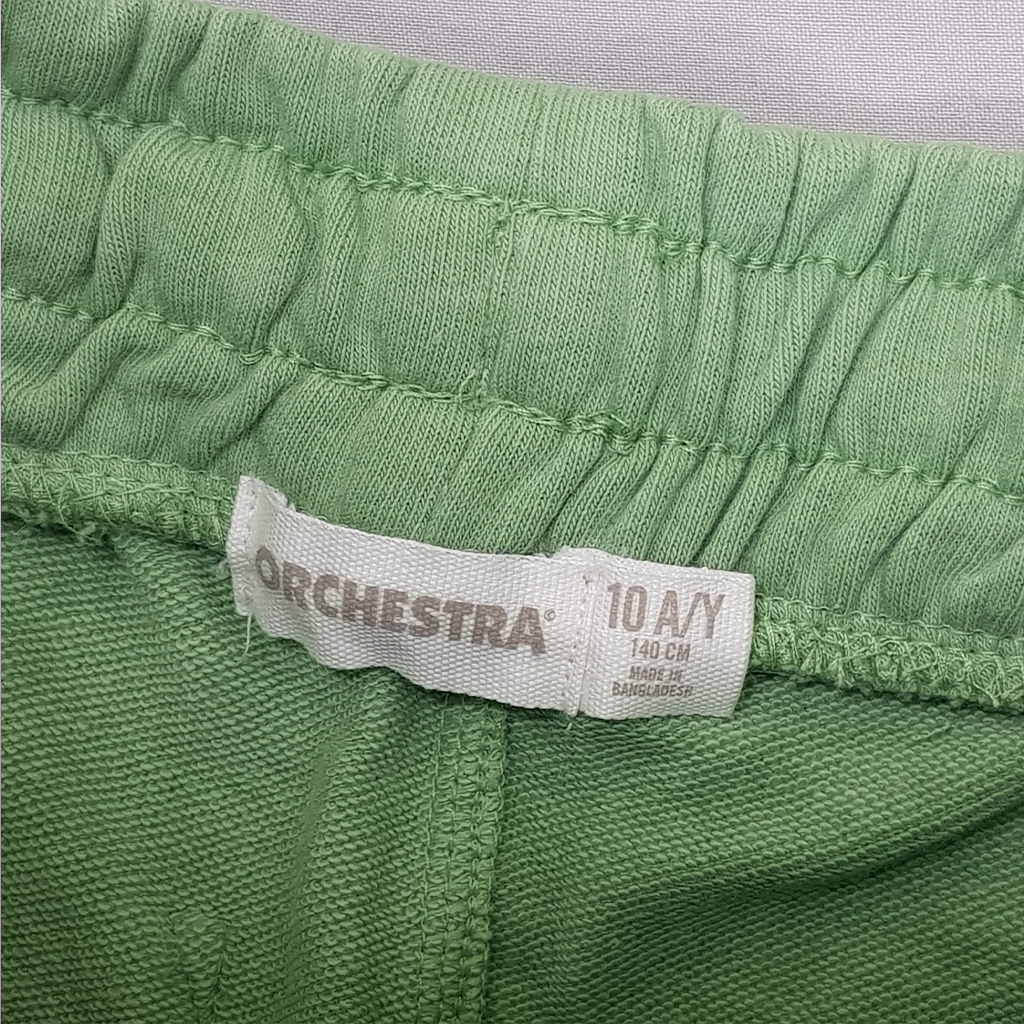 ORCHESTRA©
10 A/Y
140 CM
MADE IN
BANGLADESH